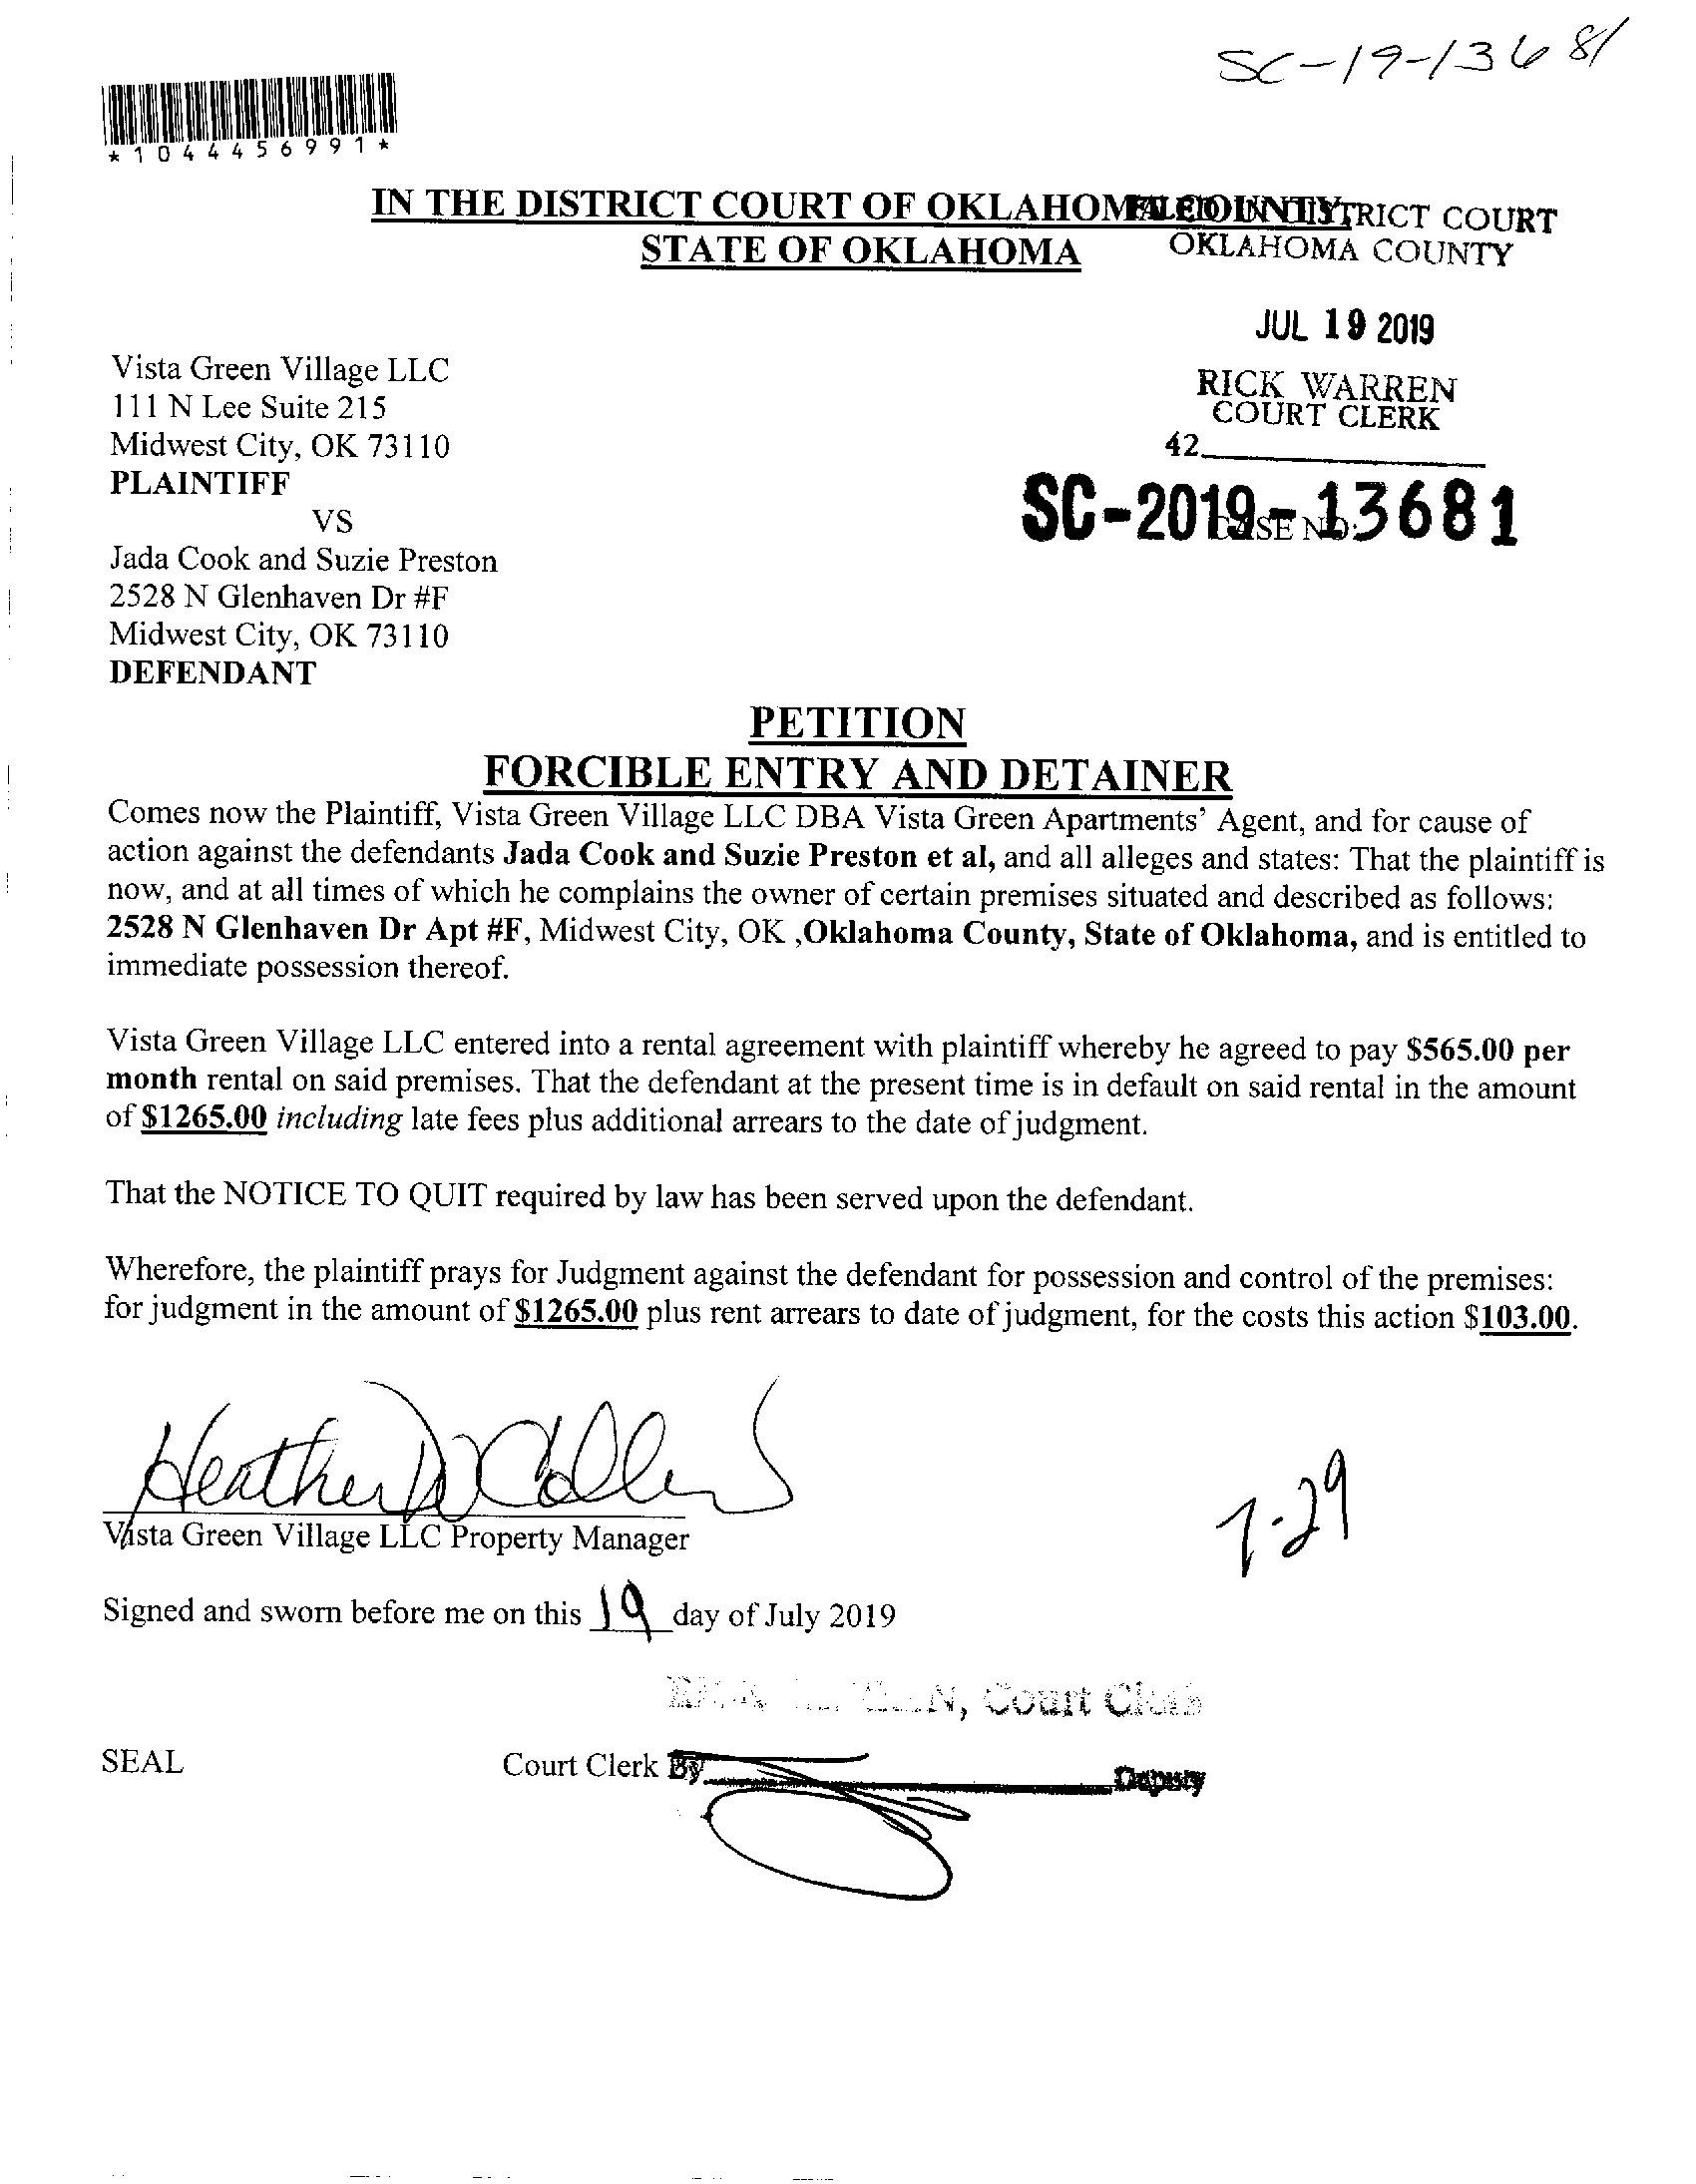 SC-19-13681
*1044456991*
IN THE DISTRICT COURT OF OKLAHOMA COUNTY
STATE OF OKLAHOMA
FILED IN DISTRICT COURT
OKLAHOMA COUNTY
JUL 19 2019
RICK WARREN
COURT CLERK
42
SC-2019-13681
CASE NO:
Vista Green Village LLC
111 N Lee Suite 215
Midwest City, OK 73110
PLAINTIFF
VS
Jada Cook and Suzie Preston
2528 N Glenhaven Dr #F
Midwest City, OK 73110
DEFENDANT
PETITION
FORCIBLE ENTRY AND DETAINER
Comes now the Plaintiff, Vista Green Village LLC DBA Vista Green Apartments' Agent, and for cause of
action against the defendants Jada Cook and Suzie Preston et al, and all alleges and states: That the plaintiff is
now, and at all times of which he complains the owner of certain premises situated and described as follows:
2528 N Glenhaven Dr Apt #F, Midwest City, OK ,Oklahoma County, State of Oklahoma, and is entitled to
immediate possession thereof.
Vista Green Village LLC entered into a rental agreement with plaintiff whereby he agreed to pay $565.00 per
month rental on said premises. That the defendant at the present time is in default on said rental in the amount
of $1265.00 including late fees plus additional arrears to the date of judgment.
That the NOTICE TO QUIT required by law has been served upon the defendant.
Wherefore, the plaintiff prays for Judgment against the defendant for possession and control of the premises:
for judgment in the amount of $1265.00 plus rent arrears to date of judgment, for the costs this action $103.00.
Heather D Collins
Vista Green Village LLC Property Manager
7-29
Signed and sworn before me on this 19 day of July 2019
Court Clerk
SEAL
Court Clerk By Deputy